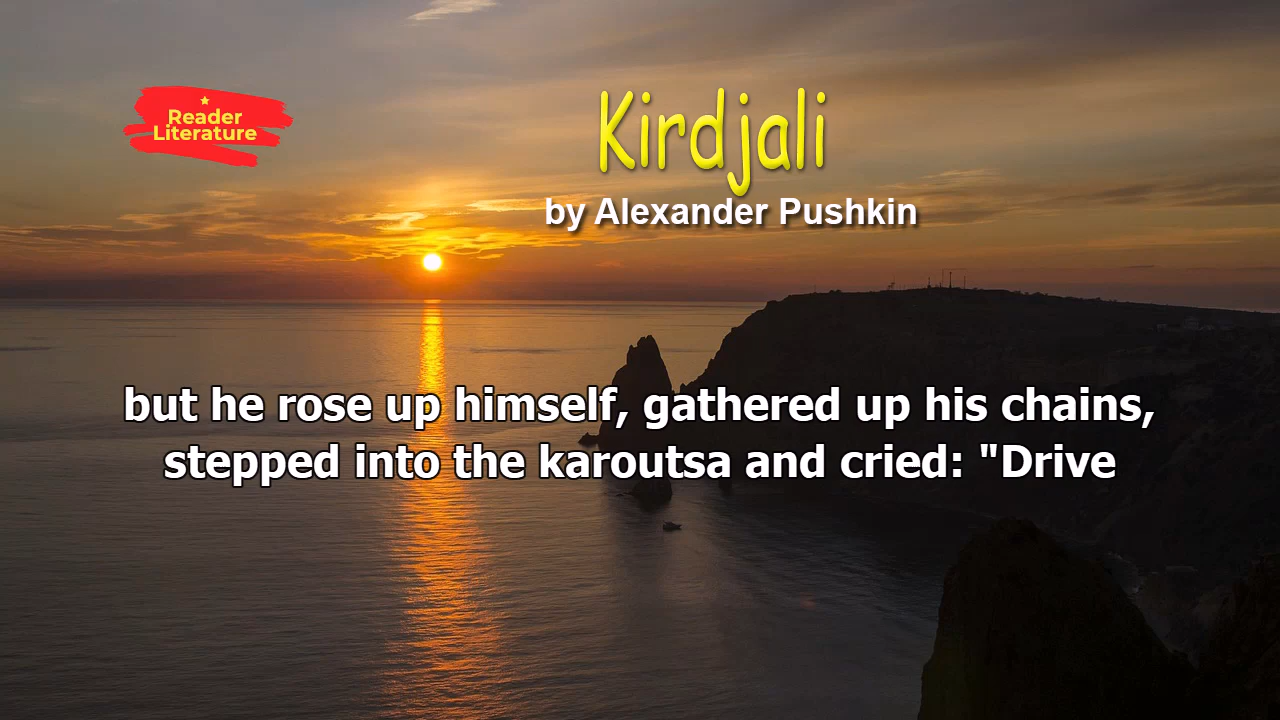 Reader
Literature
Kirdjali
by Alexander Pushkin
but he rose up himself, gathered up his chains,
stepped into the karoutsa and cried: "Drive